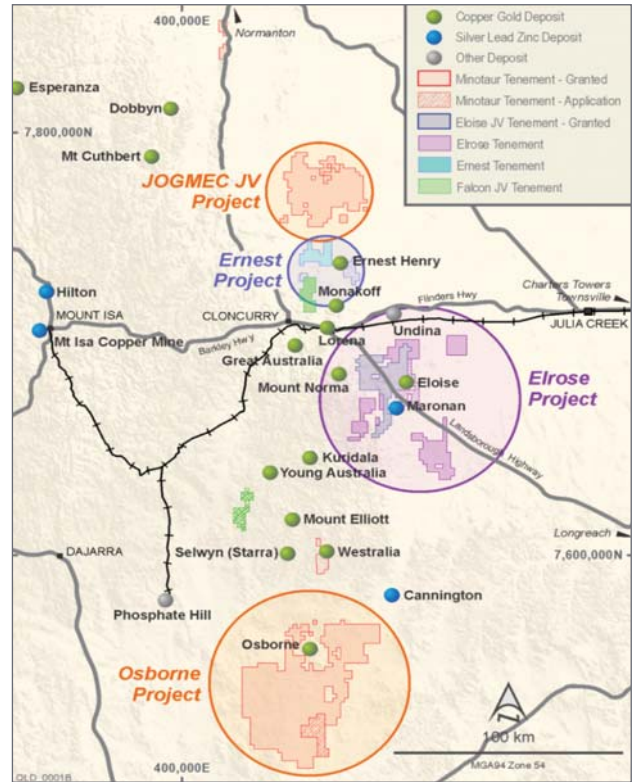 400,000E
Normanton
Copper Gold Deposit
Silver Lead Zinc Deposit
Other Deposit
Minotaur Tenement - Granted
Minotaur Tenement - Application
Eloise JV Tenement - Granted
Elrose Tenement
Ernest Tenement
Falcon JV Tenement
Esperanza
Dobbyn
7,800,000N
Mt Cuthbert
JOGMEC JV
Project
Ernest
Project
Ernest Henry
Hilton
Monakoff
Flinders Hwy
Charters Towers
Townsville
MOUNT ISA
CLONCURRY
Undina
JULIA CREEK
Mt Isa Copper Mine
Barkley Hw'y
Lorena
Great Australia
Mount Norma
Eloise
Elrose
Project
Maronan
Landsborough Highway
Kuridala
Young Australia
Mount Elliott
Longreach
Selwyn (Starra)
Westralia
7,600,000N
DAJARRA
Cannington
Phosphate Hill
Osborne
Osborne
Project
100 km
MGA94 Zone 54
QLD_0001B
400,000E